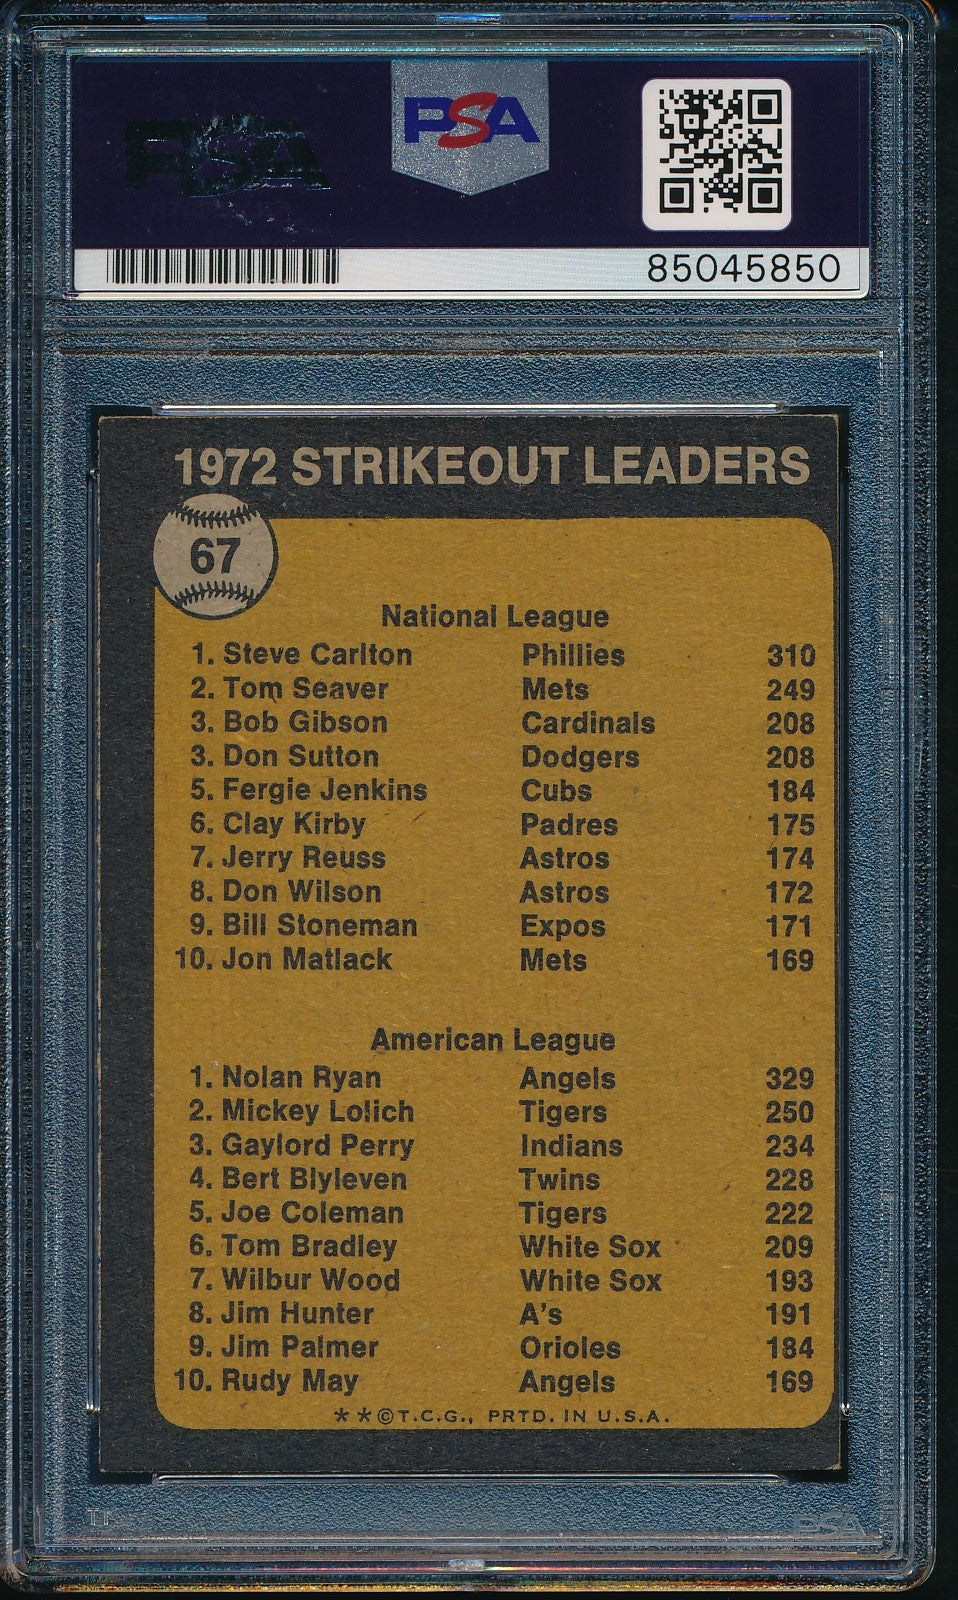 PSA
PSA
85045850
1972 STRIKEOUT LEADERS
67
National League
1. Steve Carlton Phillies 310
2. Tom Seaver Mets 249
3. Bob Gibson Cardinals 208
3. Don Sutton Dodgers 208
5. Fergie Jenkins Cubs 184
6. Clay Kirby Padres 175
7. Jerry Reuss Astros 174
8. Don Wilson Astros 172
9. Bill Stoneman Expos 171
10. Jon Matlack Mets 169
American League
1. Nolan Ryan Angels 329
2. Mickey Lolich Tigers 250
3. Gaylord Perry Indians 234
4. Bert Blyleven Twins 228
5. Joe Coleman Tigers 222
6. Tom Bradley White Sox 209
7. Wilbur Wood White Sox 193
8. Jim Hunter A's 191
9. Jim Palmer Orioles 184
10. Rudy May Angels 169
**©T.C.G., PRTD. IN U.S.A.
PSA